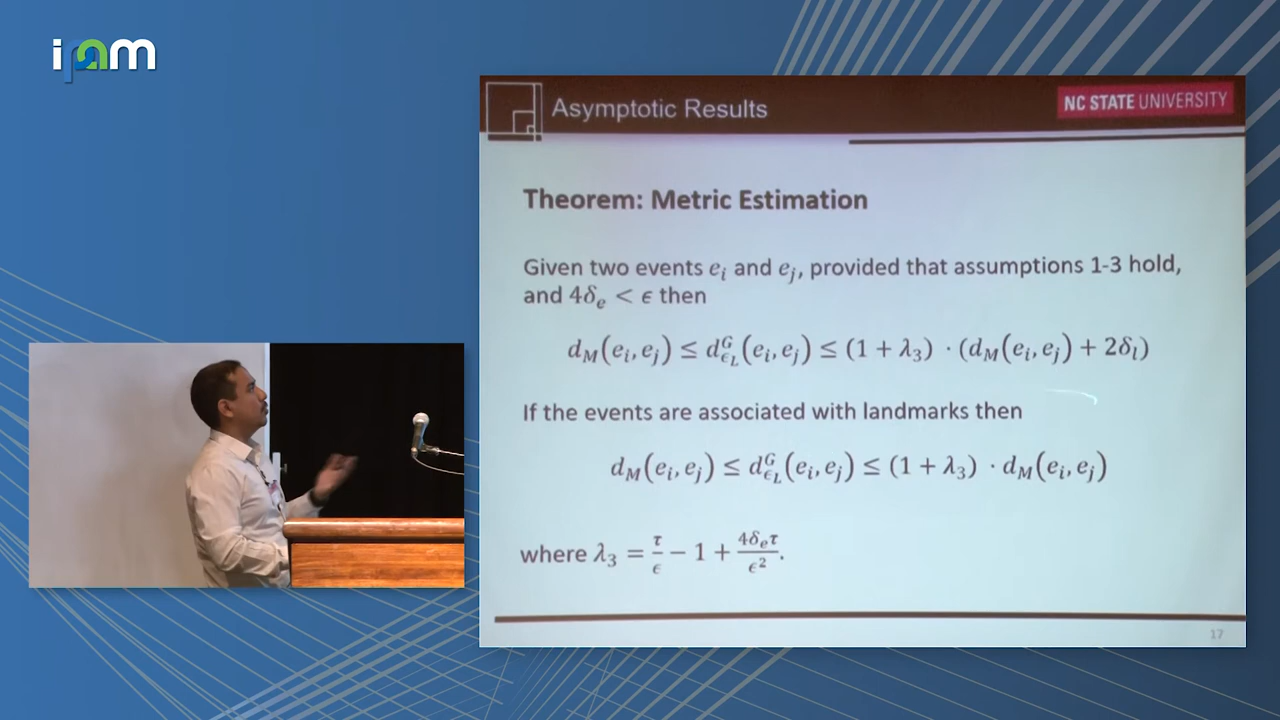 ipam
Asymptotic Results
NC STATE UNIVERSITY
Theorem: Metric Estimation
Given two events e_i and e_j, provided that assumptions 1-3 hold,
and 4δ_e < ϵ then
d_M(e_i, e_j) ≤ d^G_{ϵ_L}(e_i, e_j) ≤ (1 + λ_3) · (d_M(e_i, e_j) + 2δ_l)
If the events are associated with landmarks then
d_M(e_i, e_j) ≤ d^G_{ϵ_L}(e_i, e_j) ≤ (1 + λ_3) · d_M(e_i, e_j)
where λ_3 = τ/ϵ − 1 + 4δ_eτ/ϵ^2.
17